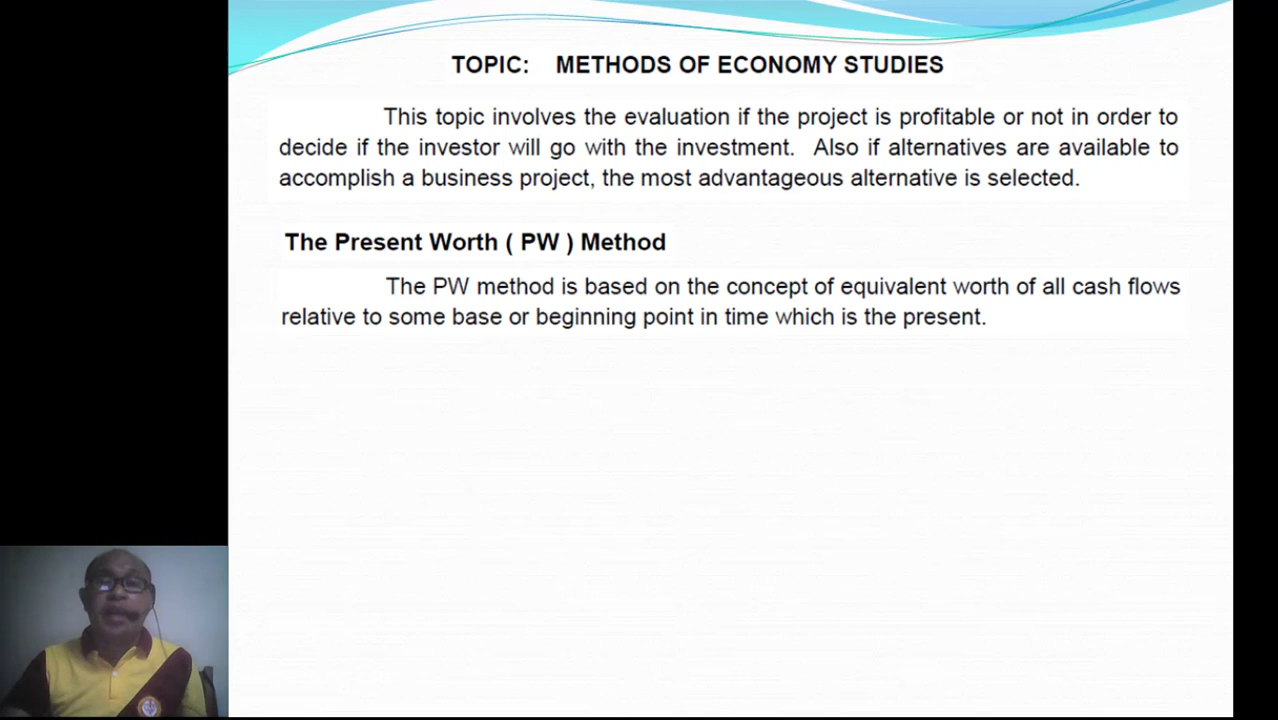 TOPIC: METHODS OF ECONOMY STUDIES
This topic involves the evaluation if the project is profitable or not in order to
decide if the investor will go with the investment. Also if alternatives are available to
accomplish a business project, the most advantageous alternative is selected.
The Present Worth ( PW ) Method
The PW method is based on the concept of equivalent worth of all cash flows
relative to some base or beginning point in time which is the present.